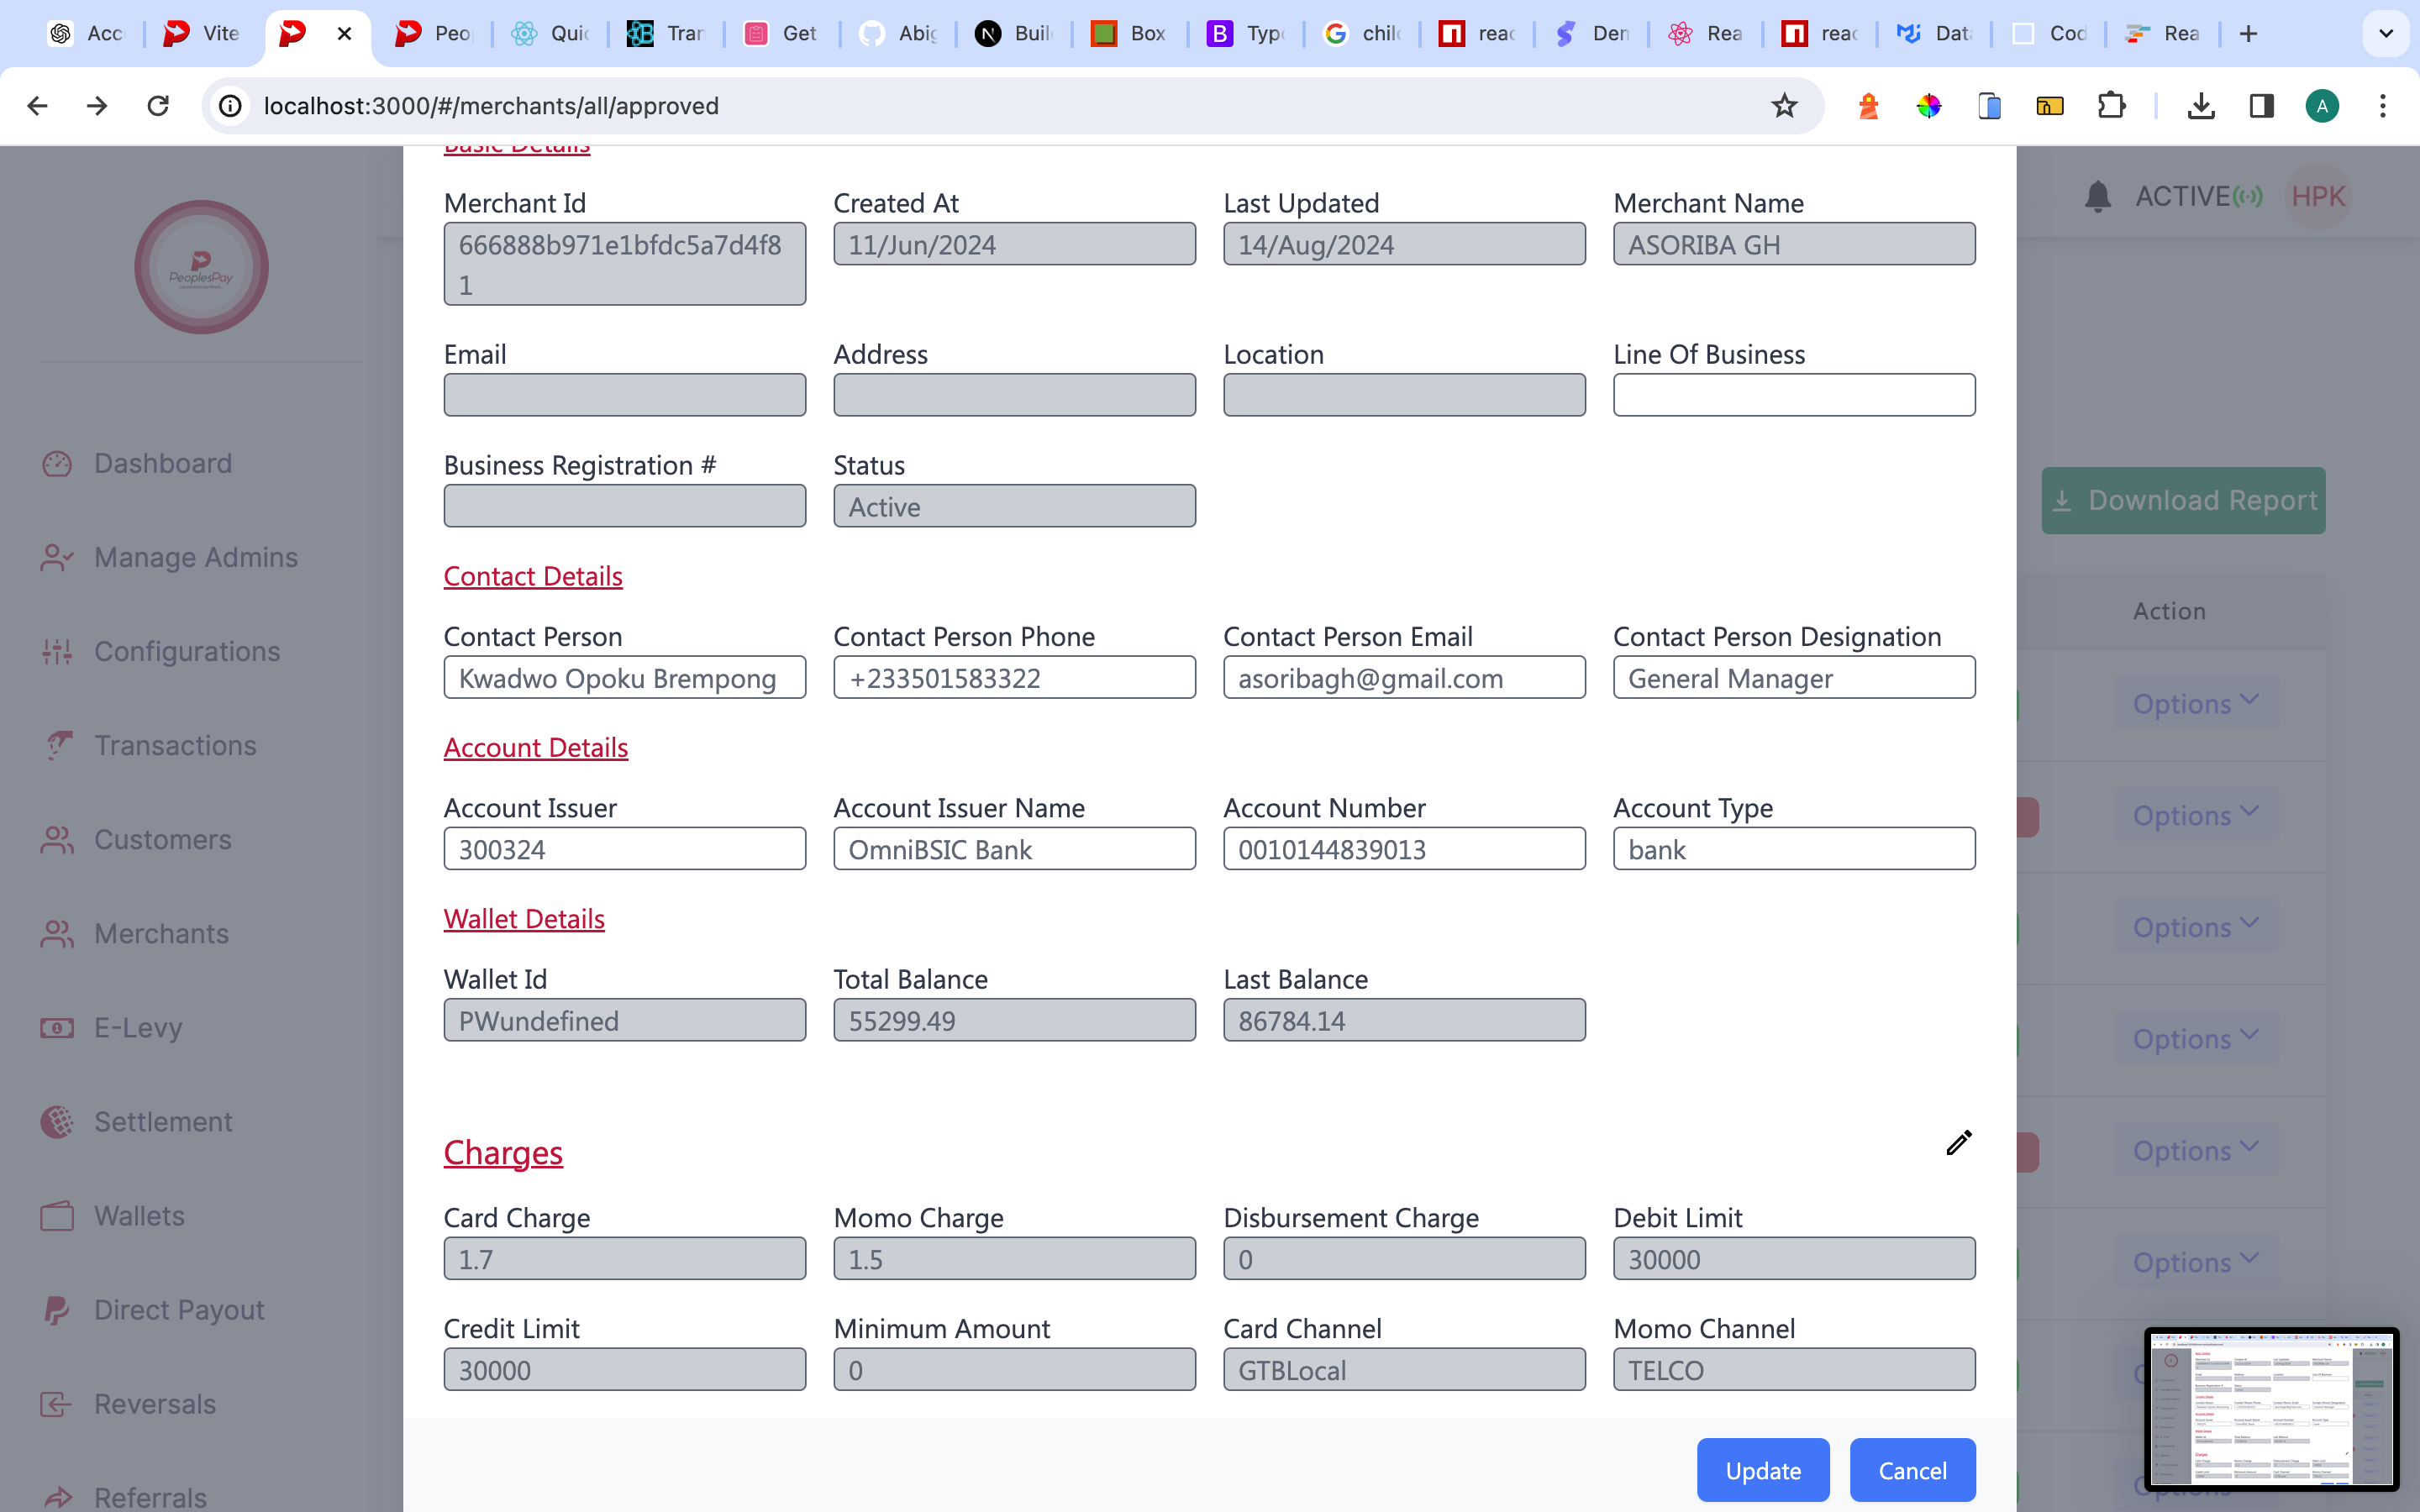 Acc
Vite
Peo
Quic
Tran
Get
Abig
Buil
Box
Typ
chil
reac
Den
Rea
reac
Dat
Cod
Rea
localhost:3000/#/merchants/all/approved
A
Basic Details
PeoplesPay
ACTIVE
HPK
Merchant Id
Created At
Last Updated
Merchant Name
666888b971e1bfdc5a7d4f8
1
11/Jun/2024
14/Aug/2024
ASORIBA GH
Email
Address
Location
Line Of Business
Business Registration #
Status
Active
Contact Details
Contact Person
Contact Person Phone
Contact Person Email
Contact Person Designation
Kwadwo Opoku Brempong
+233501583322
asoribagh@gmail.com
General Manager
Account Details
Account Issuer
Account Issuer Name
Account Number
Account Type
300324
OmniBSIC Bank
0010144839013
bank
Wallet Details
Wallet Id
Total Balance
Last Balance
PWundefined
55299.49
86784.14
Charges
Card Charge
Momo Charge
Disbursement Charge
Debit Limit
1.7
1.5
0
30000
Credit Limit
Minimum Amount
Card Channel
Momo Channel
30000
0
GTBLocal
TELCO
Update
Cancel
Dashboard
Manage Admins
Configurations
Transactions
Customers
Merchants
E-Levy
Settlement
Wallets
Direct Payout
Reversals
Referrals
Download Report
Action
Options
Options
Options
Options
Options
Options